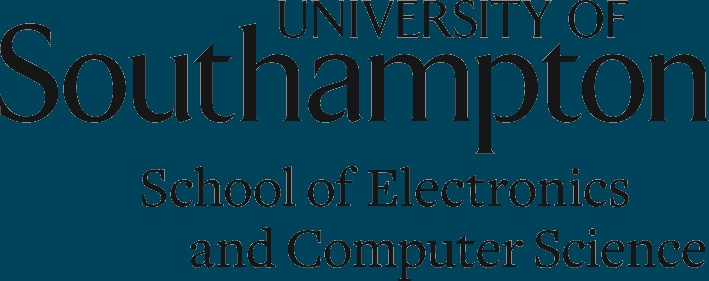 UNIVERSITY OF
Southampton
School of Electronics
and Computer Science